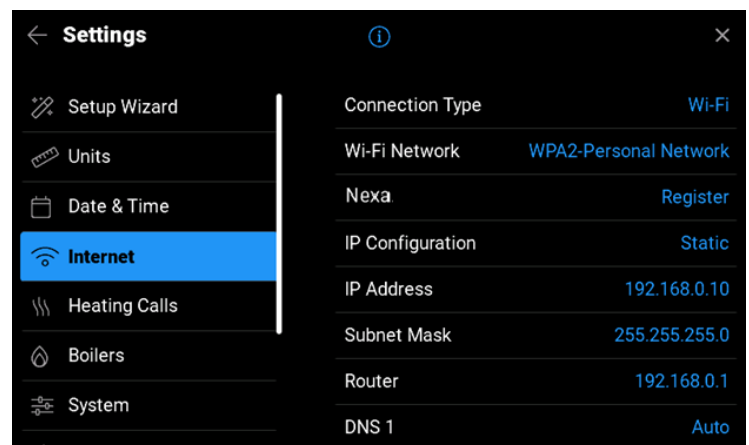 Settings
Setup Wizard
Units
Date & Time
Internet
Heating Calls
Boilers
System
Connection Type Wi-Fi
Wi-Fi Network WPA2-Personal Network
Nexa Register
IP Configuration Static
IP Address 192.168.0.10
Subnet Mask 255.255.255.0
Router 192.168.0.1
DNS 1 Auto